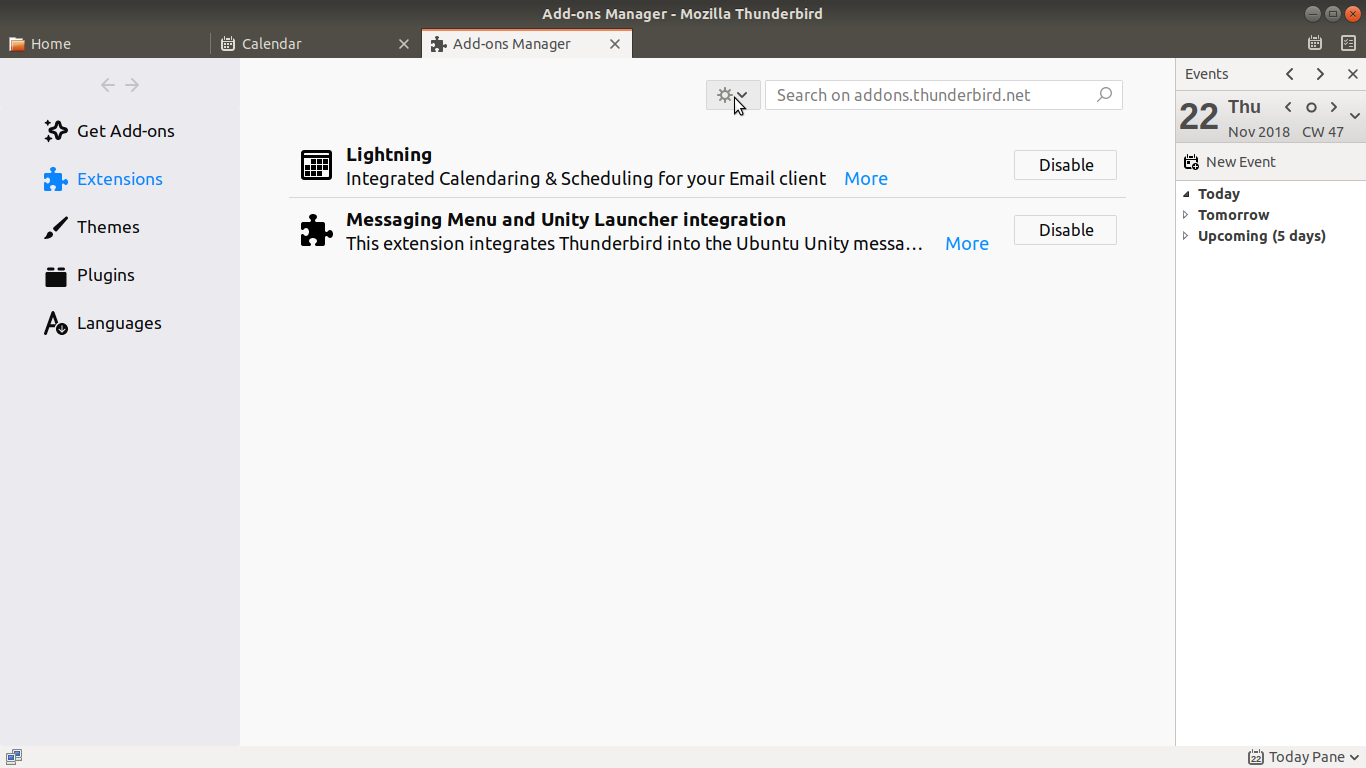 Add-ons Manager - Mozilla Thunderbird
Home
Calendar
Add-ons Manager
Get Add-ons
Extensions
Themes
Plugins
Languages
Search on addons.thunderbird.net
Lightning
Integrated Calendaring & Scheduling for your Email client More
Disable
Messaging Menu and Unity Launcher integration
This extension integrates Thunderbird into the Ubuntu Unity messa… More
Disable
Events
22 Thu
Nov 2018 CW 47
New Event
Today
Tomorrow
Upcoming (5 days)
22 Today Pane